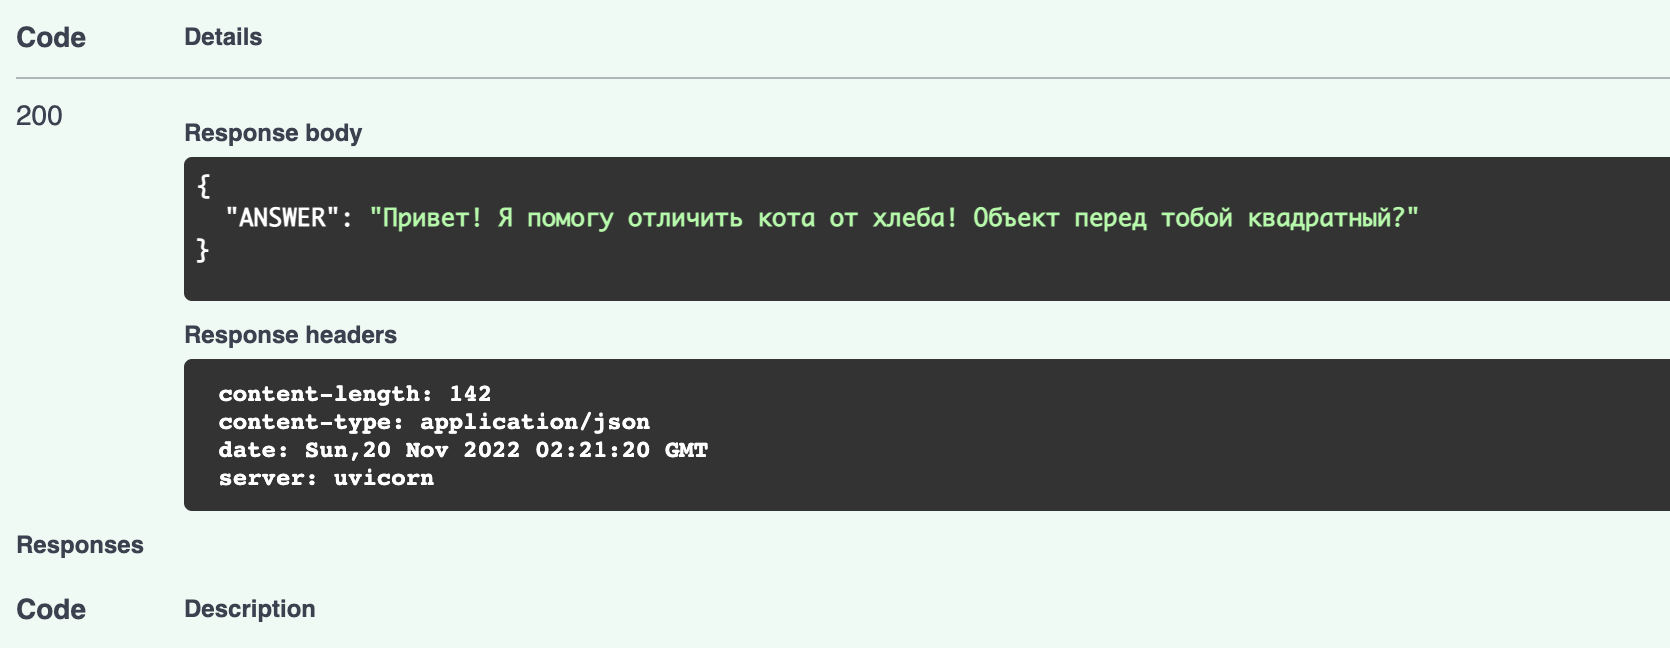 Code Details
200
Response body
{
"ANSWER": "Привет! Я помогу отличить кота от хлеба! Объект перед тобой квадратный?"
}
Response headers
content-length: 142
content-type: application/json
date: Sun,20 Nov 2022 02:21:20 GMT
server: uvicorn
Responses
Code Description